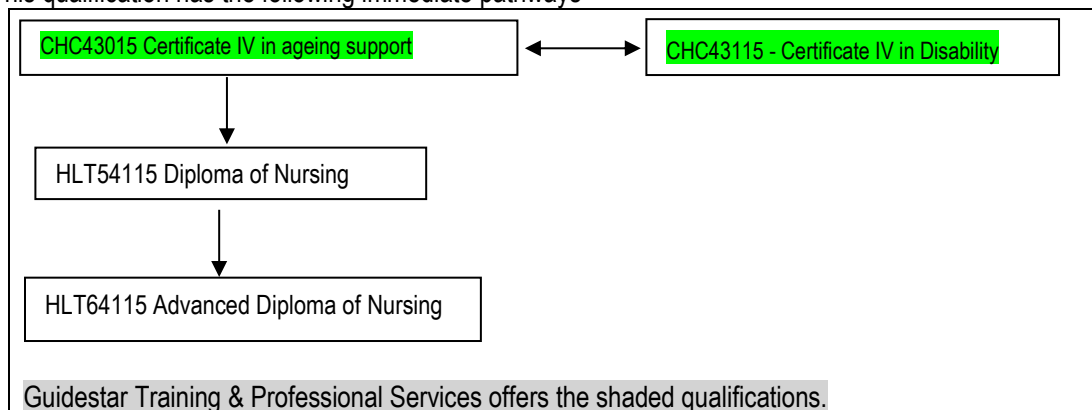 This qualification has the following immediate pathways
CHC43015 Certificate IV in ageing support
CHC43115 - Certificate IV in Disability
HLT54115 Diploma of Nursing
HLT64115 Advanced Diploma of Nursing
Guidestar Training & Professional Services offers the shaded qualifications.